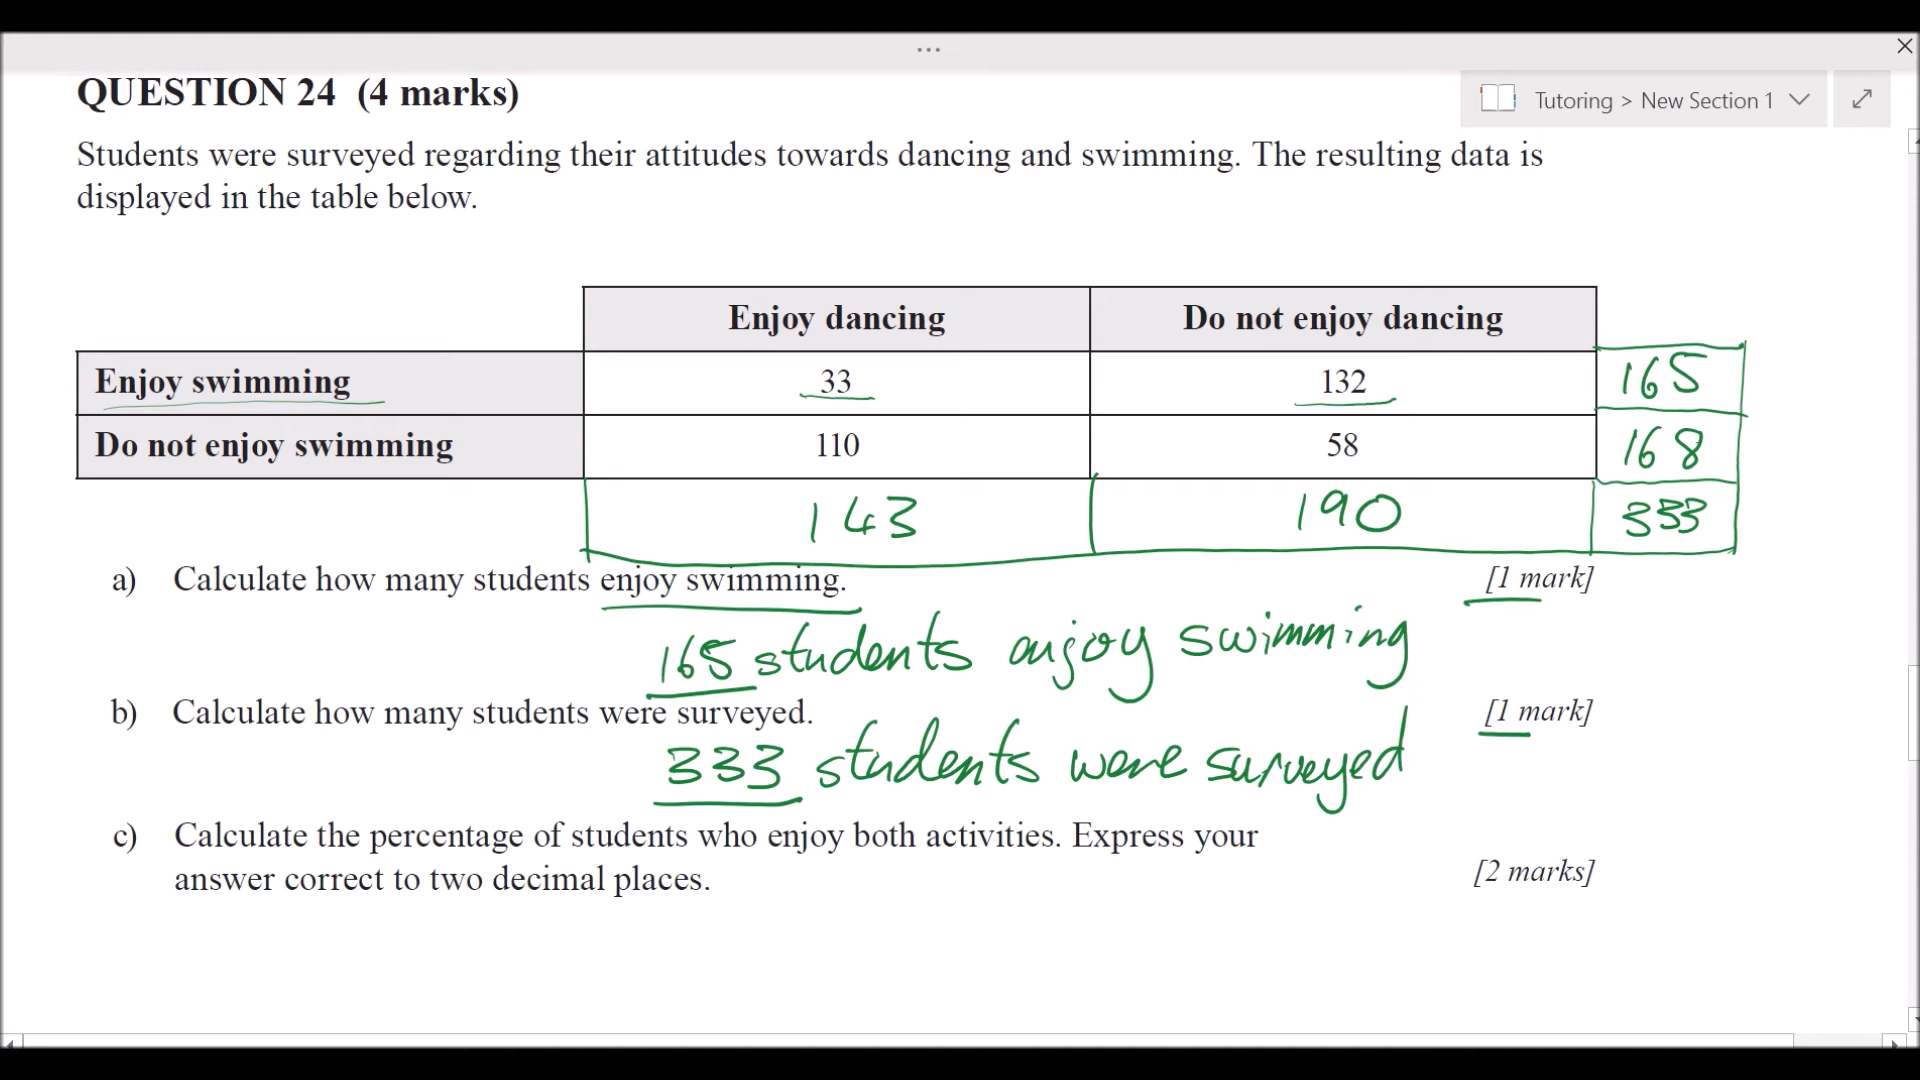 ...
QUESTION 24 (4 marks)
Tutoring > New Section 1
Students were surveyed regarding their attitudes towards dancing and swimming. The resulting data is
displayed in the table below.
Enjoy dancing Do not enjoy dancing
Enjoy swimming 33 132 165
Do not enjoy swimming 110 58 168
143 190 333
a) Calculate how many students enjoy swimming. [1 mark]
165 students enjoy swimming
b) Calculate how many students were surveyed. [1 mark]
333 students were surveyed
c) Calculate the percentage of students who enjoy both activities. Express your
answer correct to two decimal places. [2 marks]